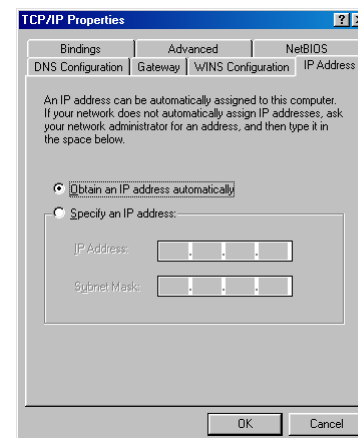 TCP/IP Properties
Bindings Advanced NetBIOS
DNS Configuration Gateway WINS Configuration IP Address
An IP address can be automatically assigned to this computer.
If your network does not automatically assign IP addresses, ask
your network administrator for an address, and then type it in
the space below.
Obtain an IP address automatically
Specify an IP address:
IP Address:
Subnet Mask:
OK Cancel